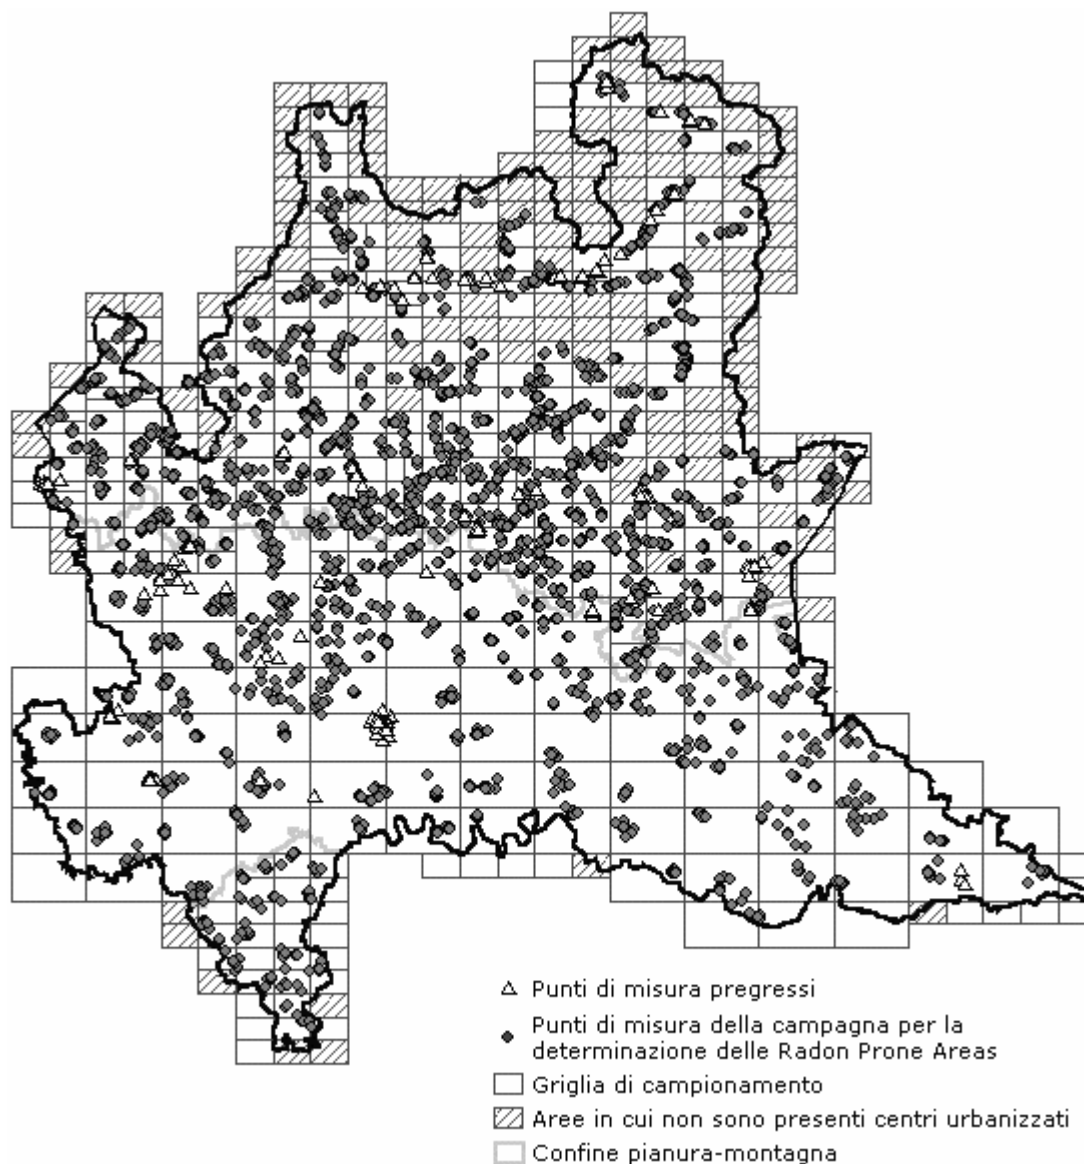 Punti di misura pregressi
Punti di misura della campagna per la
determinazione delle Radon Prone Areas
Griglia di campionamento
Aree in cui non sono presenti centri urbanizzati
Confine pianura-montagna